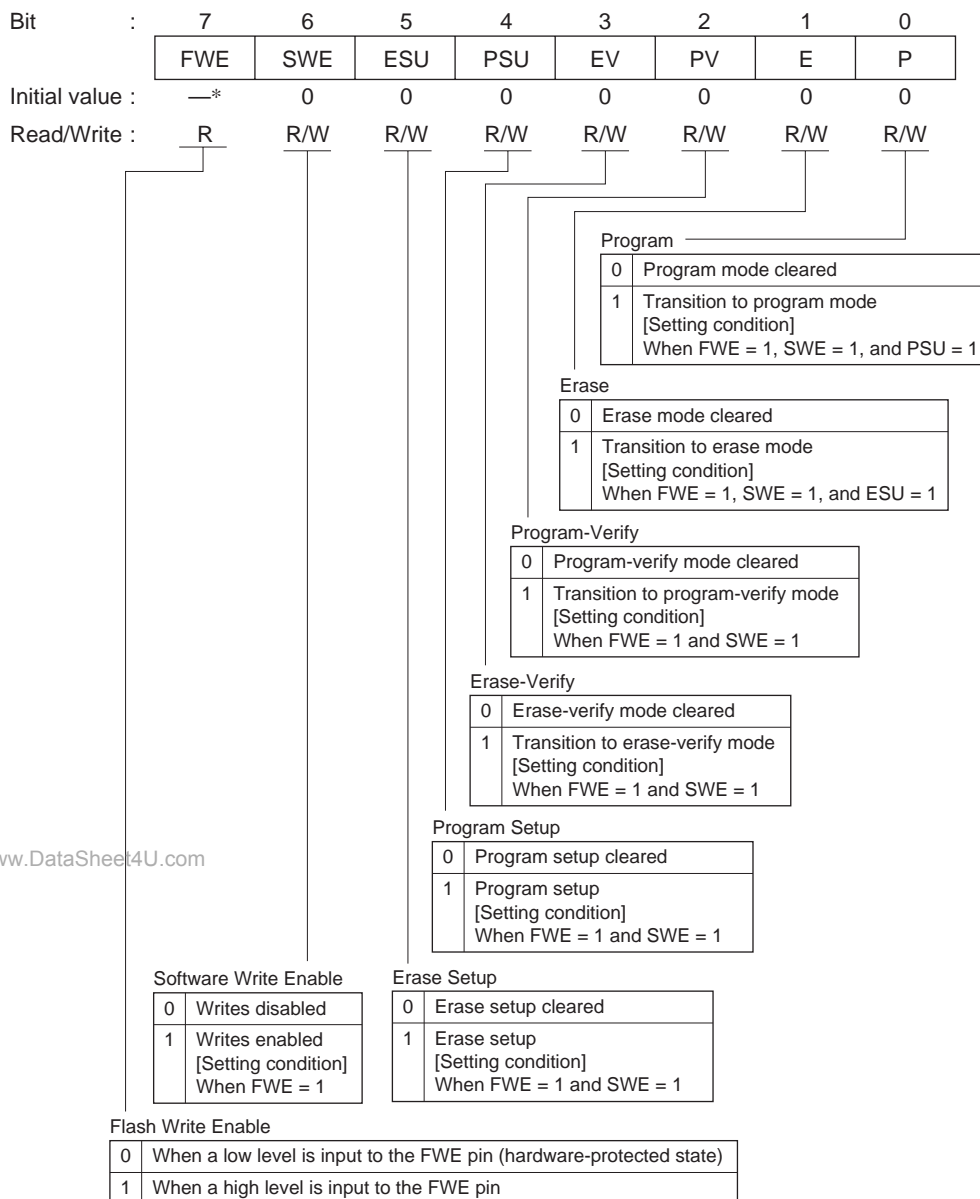 Bit : 7 6 5 4 3 2 1 0
FWE SWE ESU PSU EV PV E P
Initial value : —* 0 0 0 0 0 0 0
Read/Write : R R/W R/W R/W R/W R/W R/W R/W
Program
0 Program mode cleared
1 Transition to program mode
[Setting condition]
When FWE = 1, SWE = 1, and PSU = 1
Erase
0 Erase mode cleared
1 Transition to erase mode
[Setting condition]
When FWE = 1, SWE = 1, and ESU = 1
Program-Verify
0 Program-verify mode cleared
1 Transition to program-verify mode
[Setting condition]
When FWE = 1 and SWE = 1
Erase-Verify
0 Erase-verify mode cleared
1 Transition to erase-verify mode
[Setting condition]
When FWE = 1 and SWE = 1
Program Setup
0 Program setup cleared
1 Program setup
[Setting condition]
When FWE = 1 and SWE = 1
ww.DataSheet4U.com
Software Write Enable
0 Writes disabled
1 Writes enabled
[Setting condition]
When FWE = 1
Erase Setup
0 Erase setup cleared
1 Erase setup
[Setting condition]
When FWE = 1 and SWE = 1
Flash Write Enable
0 When a low level is input to the FWE pin (hardware-protected state)
1 When a high level is input to the FWE pin